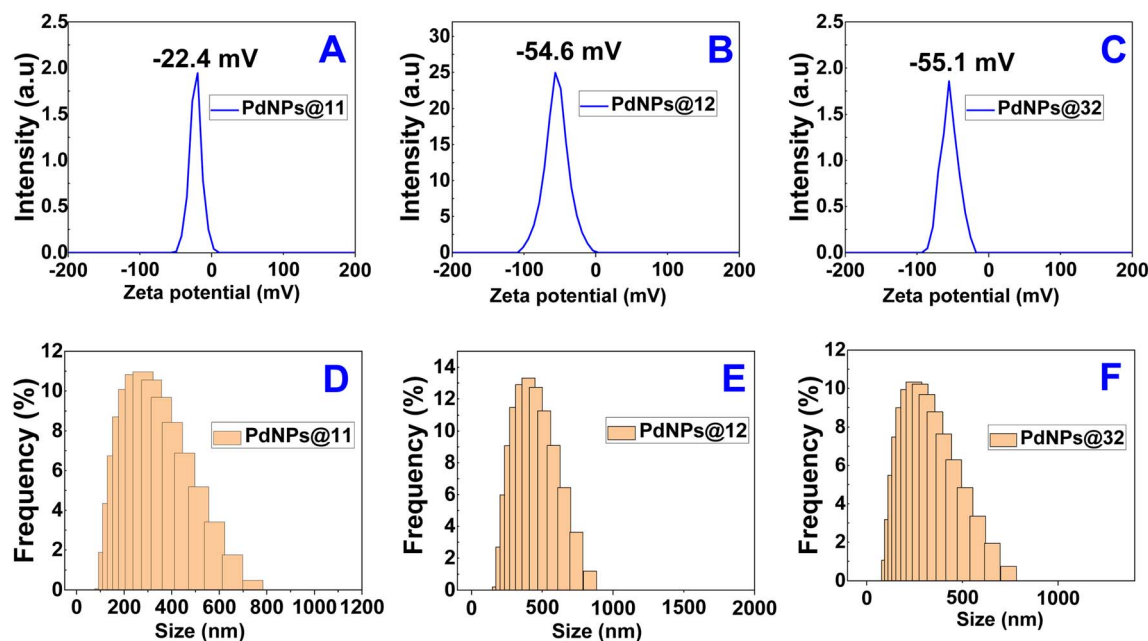 A
-22.4 mV
PdNPs@11
Intensity (a.u)
2.5
2.0
1.5
1.0
0.5
0.0
-200 -100 0 100 200
Zeta potential (mV)
B
-54.6 mV
PdNPs@12
Intensity (a.u)
30
25
20
15
10
5
0
-200 -100 0 100 200
Zeta potential (mV)
C
-55.1 mV
PdNPs@32
Intensity (a.u)
2.5
2.0
1.5
1.0
0.5
0.0
-200 -100 0 100 200
Zeta potential (mV)
D
PdNPs@11
Frequency (%)
12
10
8
6
4
2
0
0 200 400 600 800 1000 1200
Size (nm)
E
PdNPs@12
Frequency (%)
14
12
10
8
6
4
2
0
0 500 1000 1500 2000
Size (nm)
F
PdNPs@32
Frequency (%)
12
10
8
6
4
2
0
0 500 1000
Size (nm)